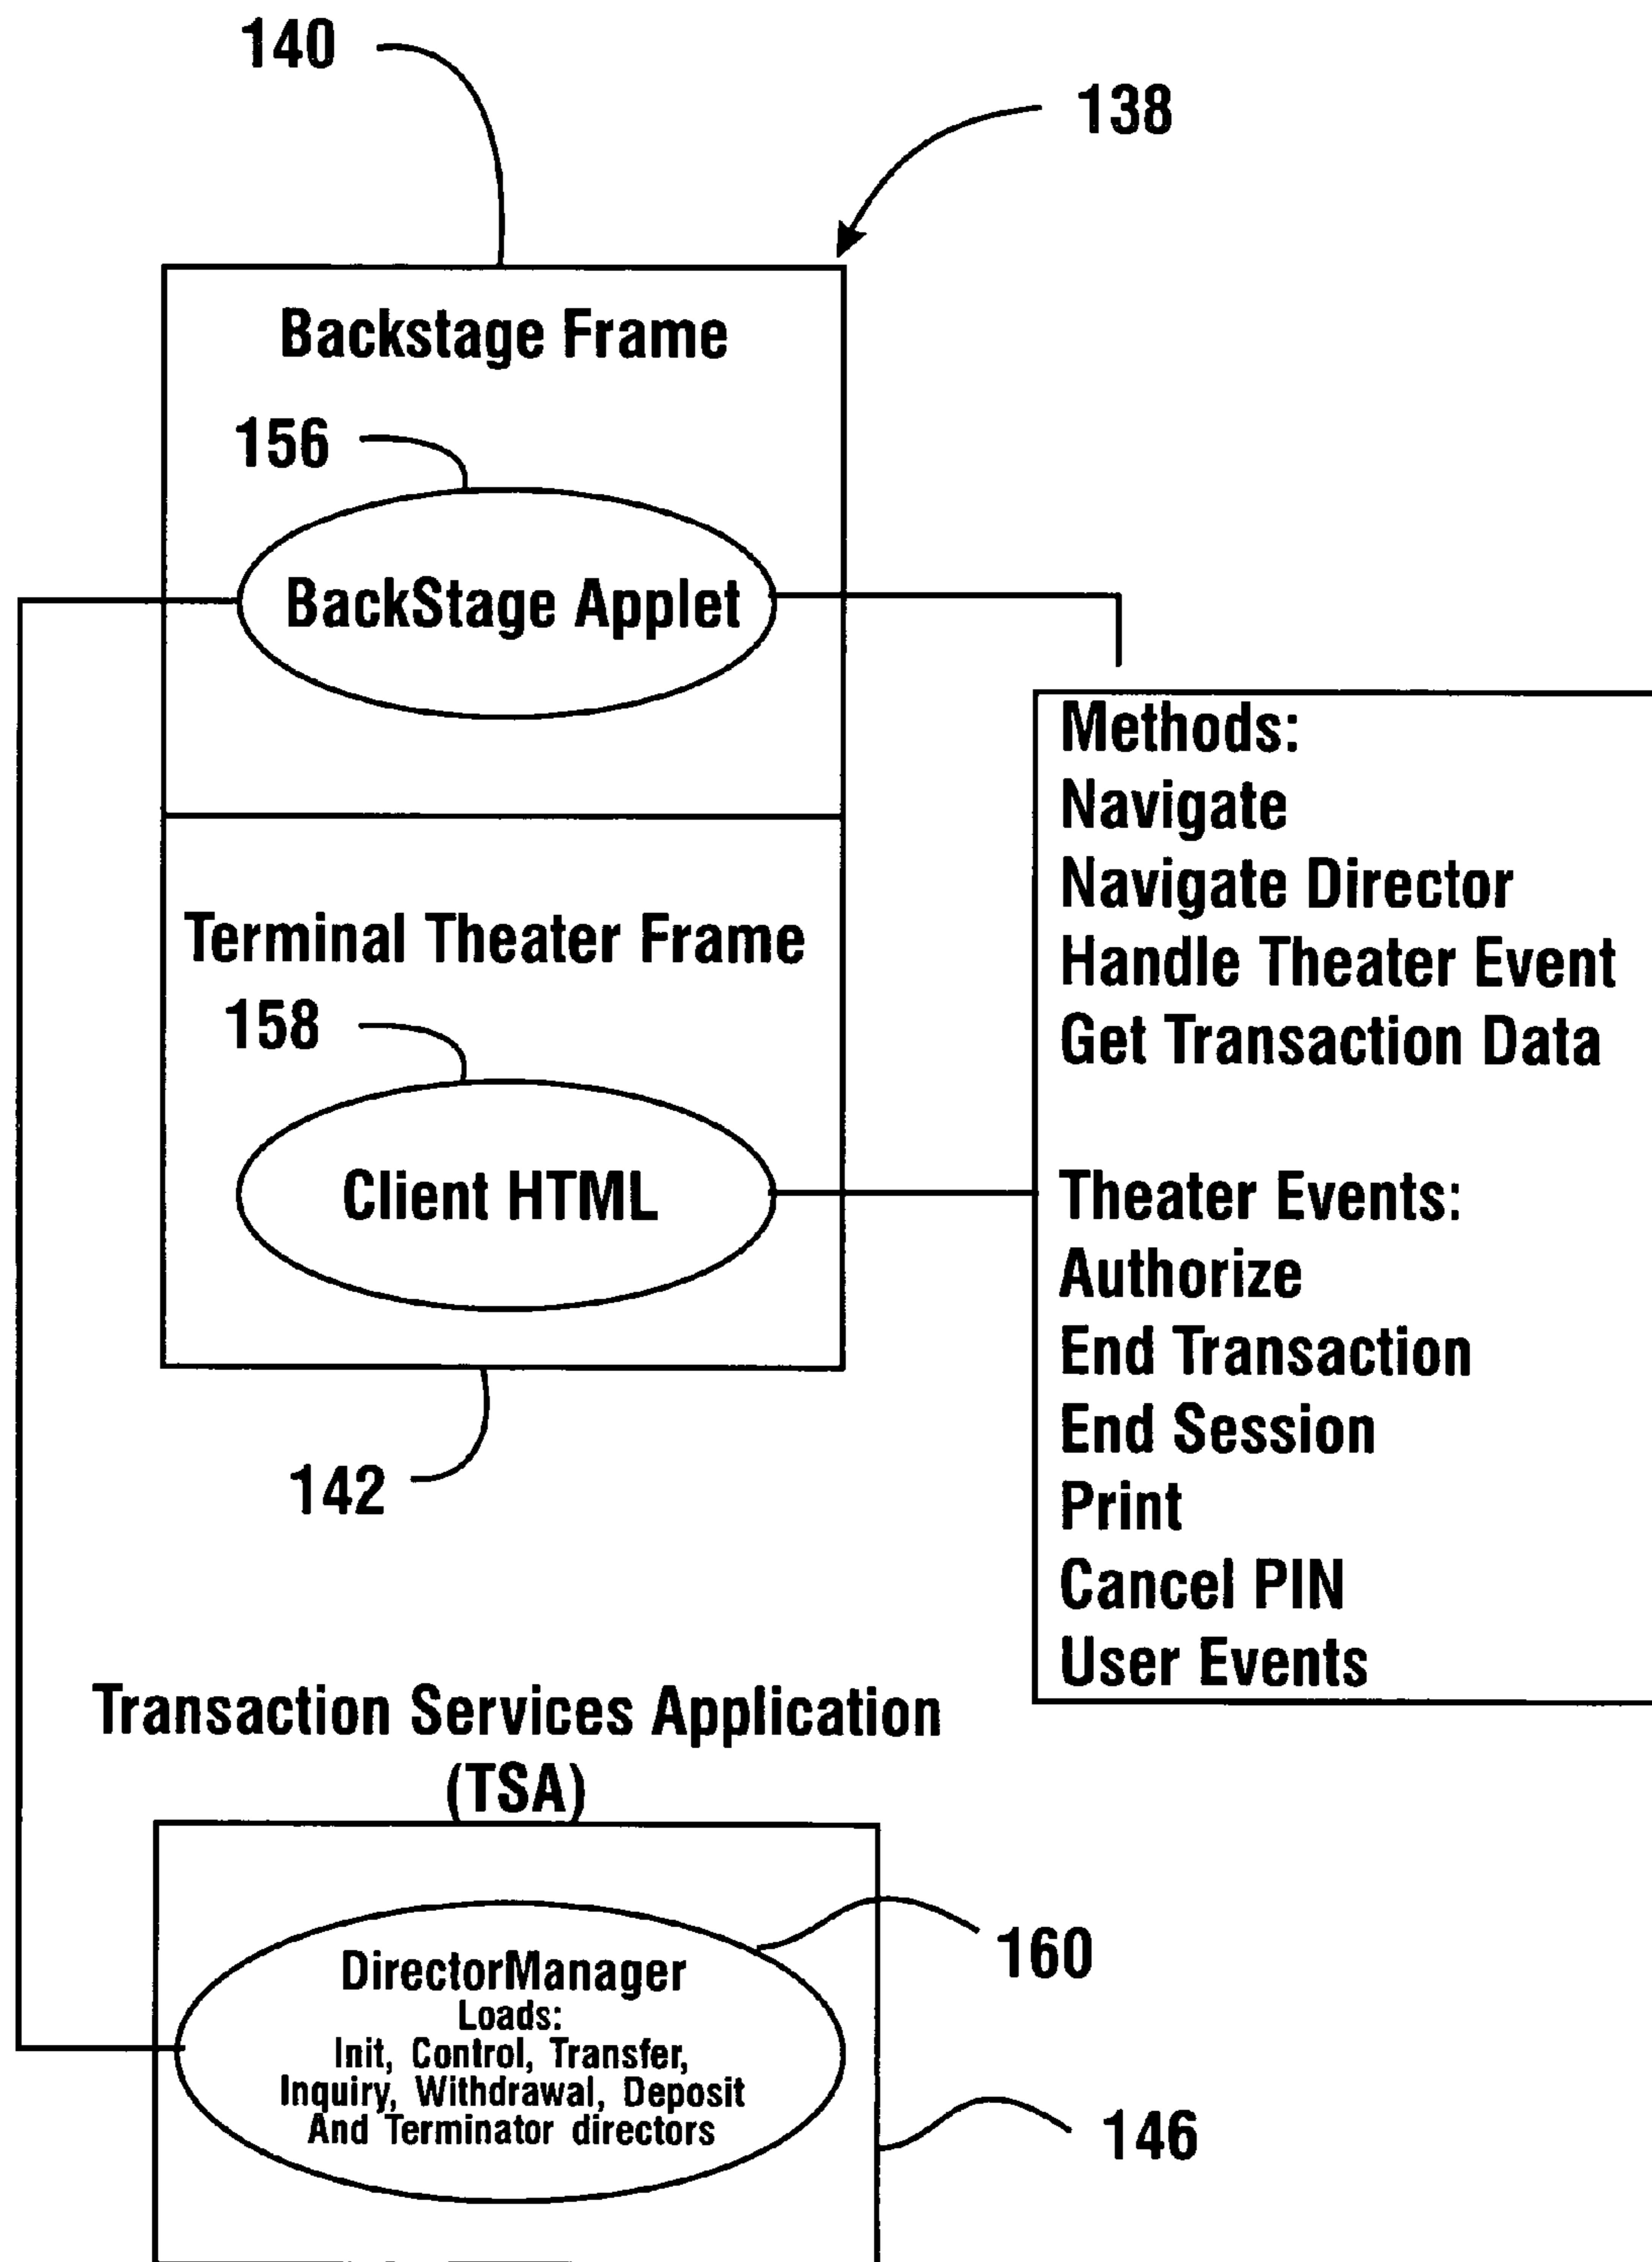 140
138
Backstage Frame
156
BackStage Applet
Terminal Theater Frame
158
Client HTML
142
Methods:
Navigate
Navigate Director
Handle Theater Event
Get Transaction Data
Theater Events:
Authorize
End Transaction
End Session
Print
Cancel PIN
User Events
Transaction Services Application
(TSA)
DirectorManager
Loads:
Init, Control, Transfer,
Inquiry, Withdrawal, Deposit
And Terminator directors
160
146